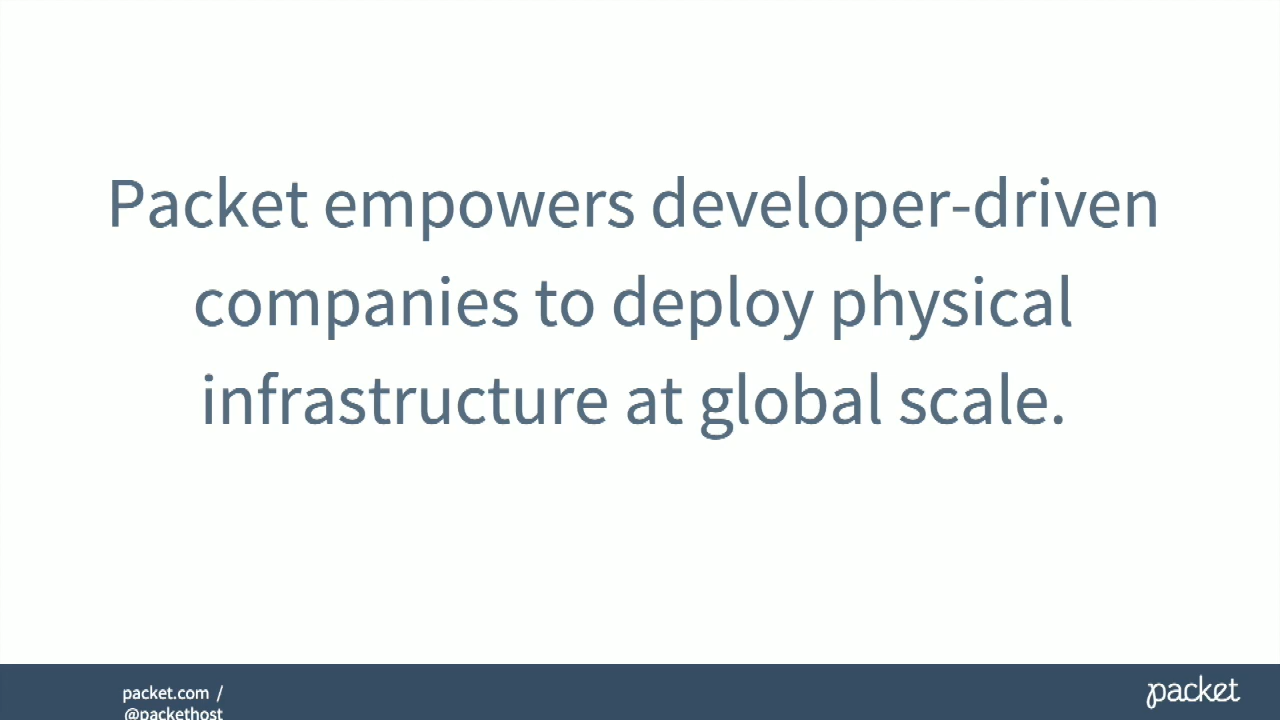 Packet empowers developer-driven
companies to deploy physical
infrastructure at global scale.
packet.com /
@packethost
packet